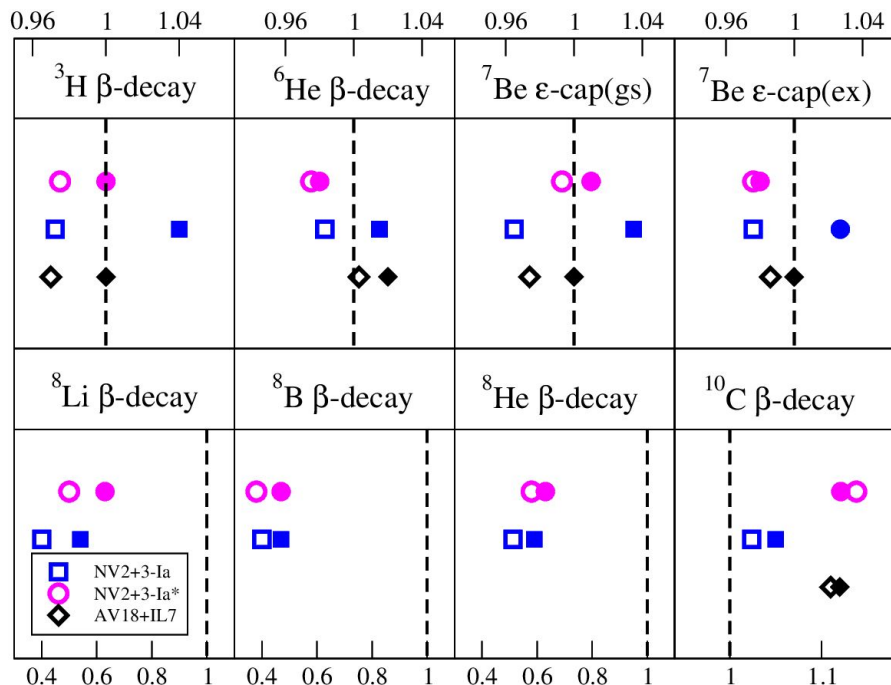 0.96 1 1.04 0.96 1 1.04 0.96 1 1.04 0.96 1 1.04
³H β-decay
⁶He β-decay
⁷Be ε-cap(gs)
⁷Be ε-cap(ex)
⁸Li β-decay
⁸B β-decay
⁸He β-decay
¹⁰C β-decay
NV2+3-Ia
NV2+3-Ia*
AV18+IL7
0.4 0.6 0.8 1 0.4 0.6 0.8 1 0.4 0.6 0.8 1 1 1.1